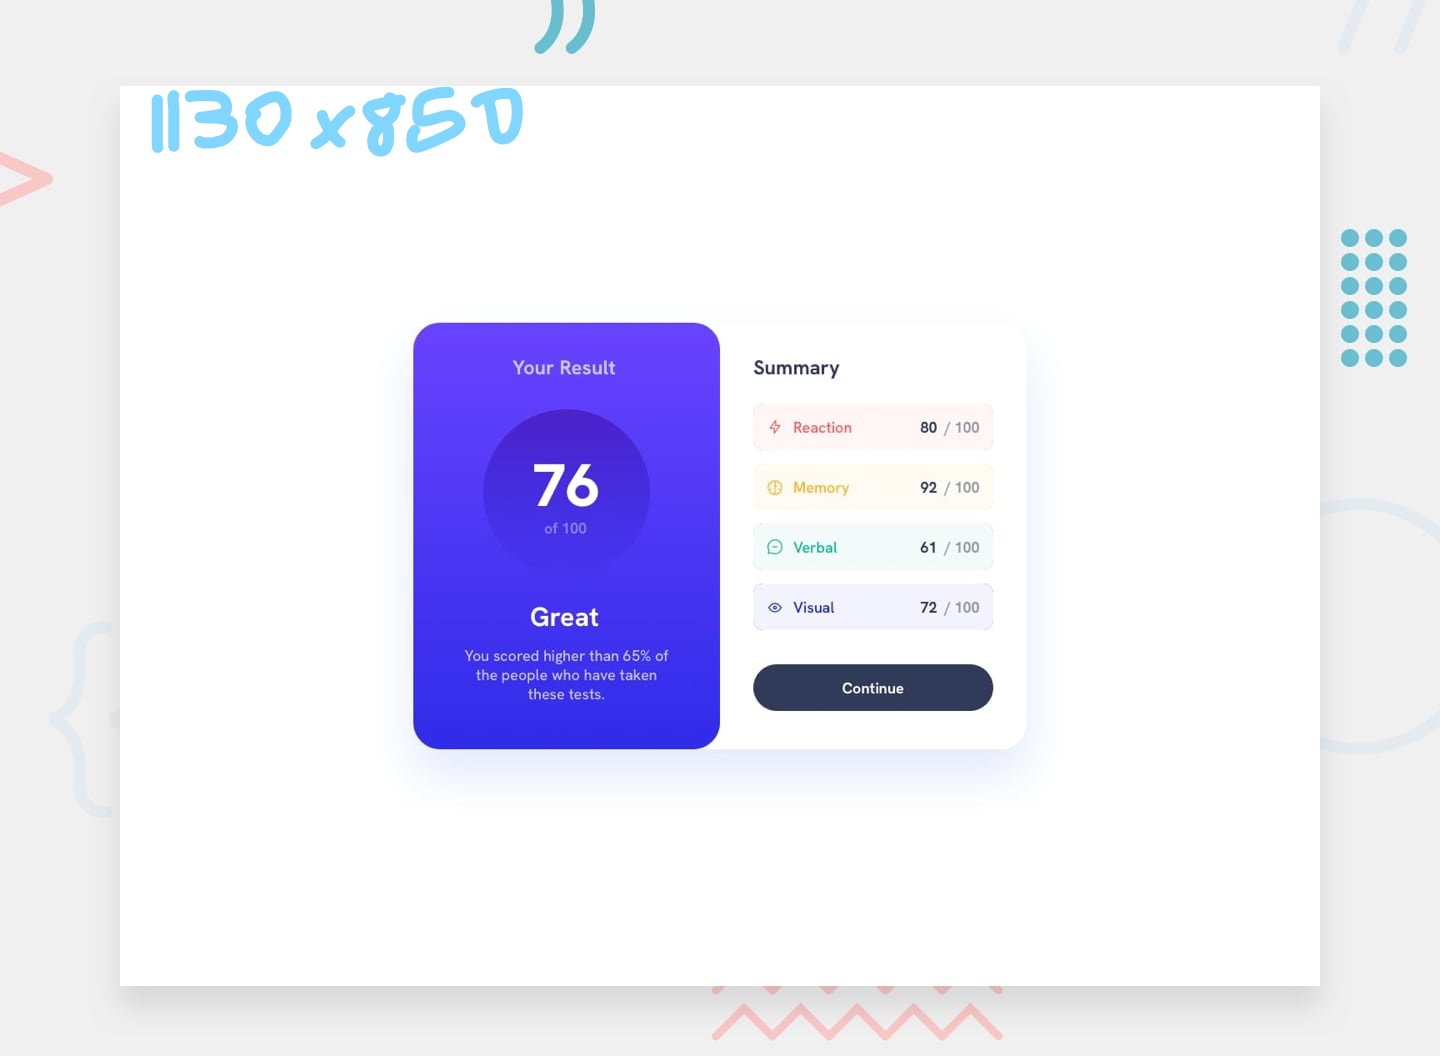 1130 x 850
Your Result
76
of 100
Great
You scored higher than 65% of
the people who have taken
these tests.
Summary
Reaction 80 / 100
Memory 92 / 100
Verbal 61 / 100
Visual 72 / 100
Continue